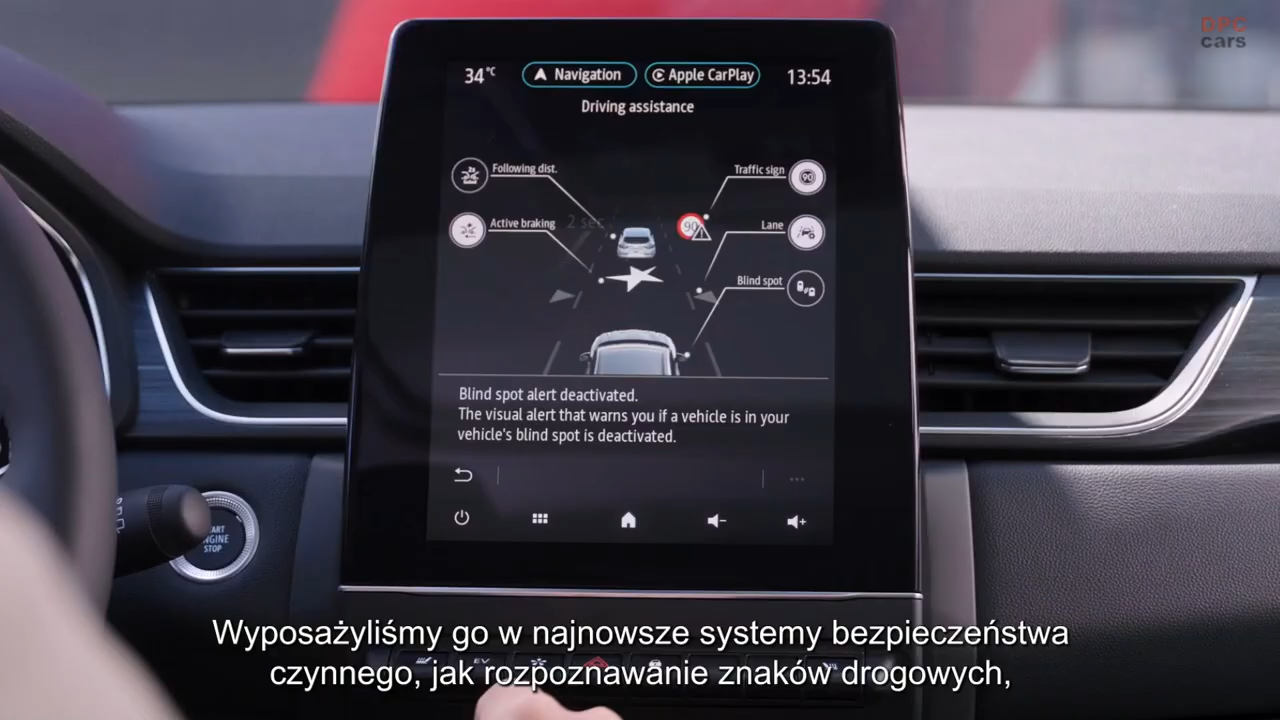 DPC
cars
34°C
Navigation
Apple CarPlay
13:54
Driving assistance
Following dist.
Traffic sign
90
Active braking
2 sec
90
Lane
Blind spot
Blind spot alert deactivated.
The visual alert that warns you if a vehicle is in your
vehicle's blind spot is deactivated.
START
ENGINE
STOP
Wyposażyliśmy go w najnowsze systemy bezpieczeństwa
EV
czynnego, jak rozpoznawanie znaków drogowych,